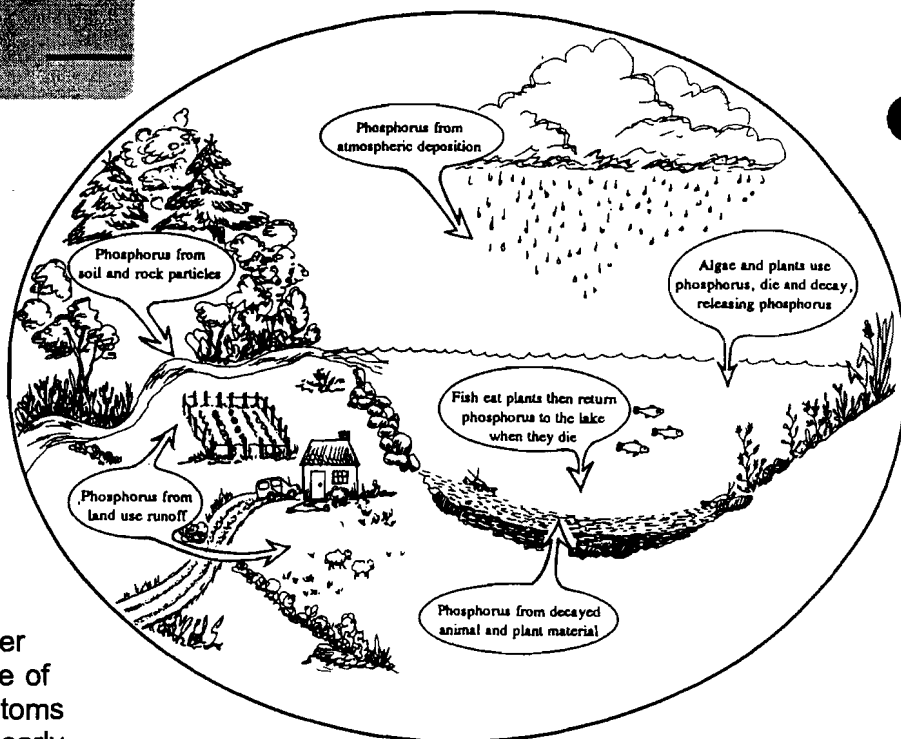 Phosphorus from
atmospheric deposition
Phosphorus from
soil and rock particles
Algae and plants use
phosphorus, die and decay,
releasing phosphorus
Fish eat plants then return
phosphorus to the lake
when they die
Phosphorus from
land use runoff
Phosphorus from decayed
animal and plant material
er
e of
toms
early